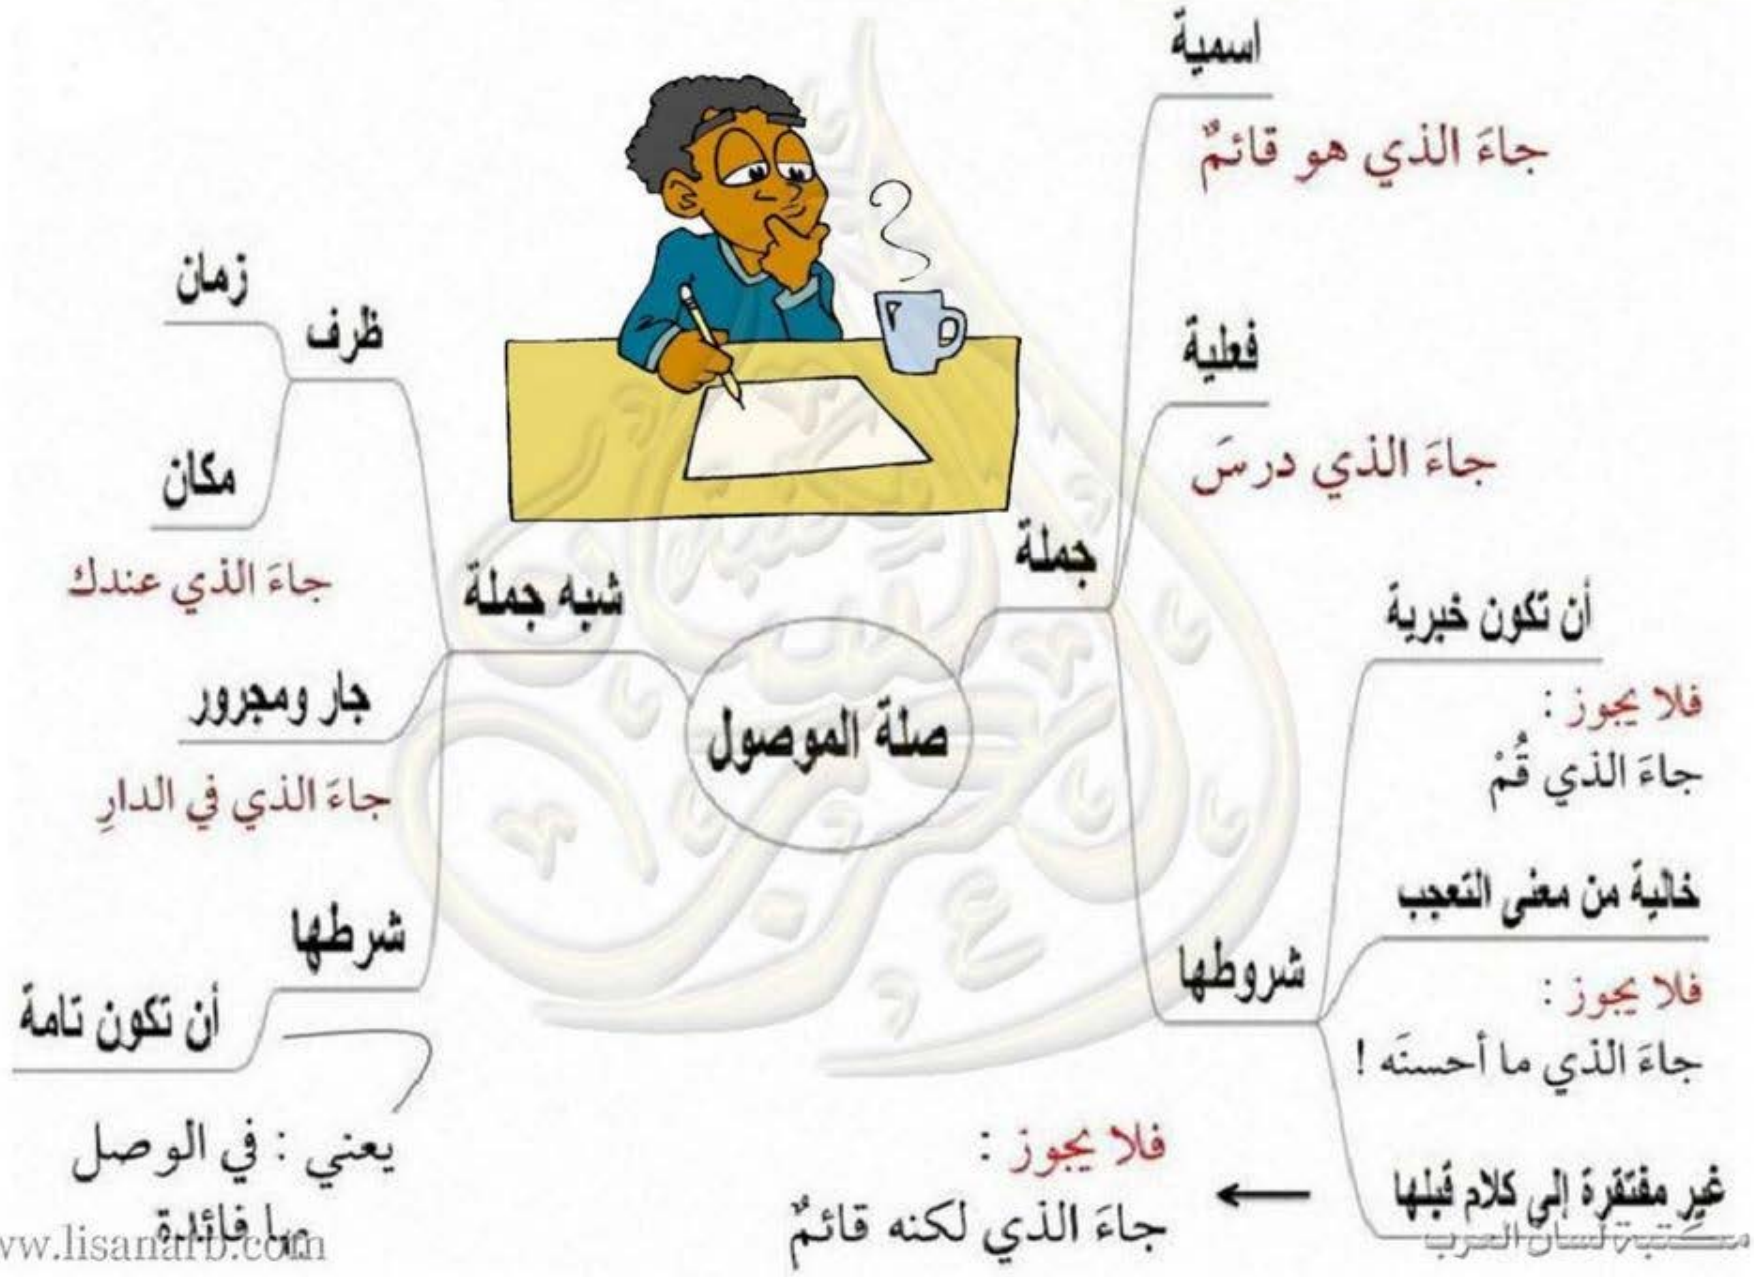 صلة الموصول
جملة
اسمية
جاءَ الذي هو قائمٌ
فعلية
جاءَ الذي درسَ
شروطها
أن تكون خبرية
فلا يجوز :
جاءَ الذي قُمْ
خالية من معنى التعجب
فلا يجوز :
جاءَ الذي ما أحسنَه !
غير مفتقرة إلى كلام قبلها
فلا يجوز :
جاءَ الذي لكنه قائمٌ
شبه جملة
ظرف
زمان
مكان
جاءَ الذي عندك
جار ومجرور
جاءَ الذي في الدارِ
شرطها
أن تكون تامة
يعني : في الوصل
بها فائدة
www.lisanarb.com
مكتبة لسان العرب